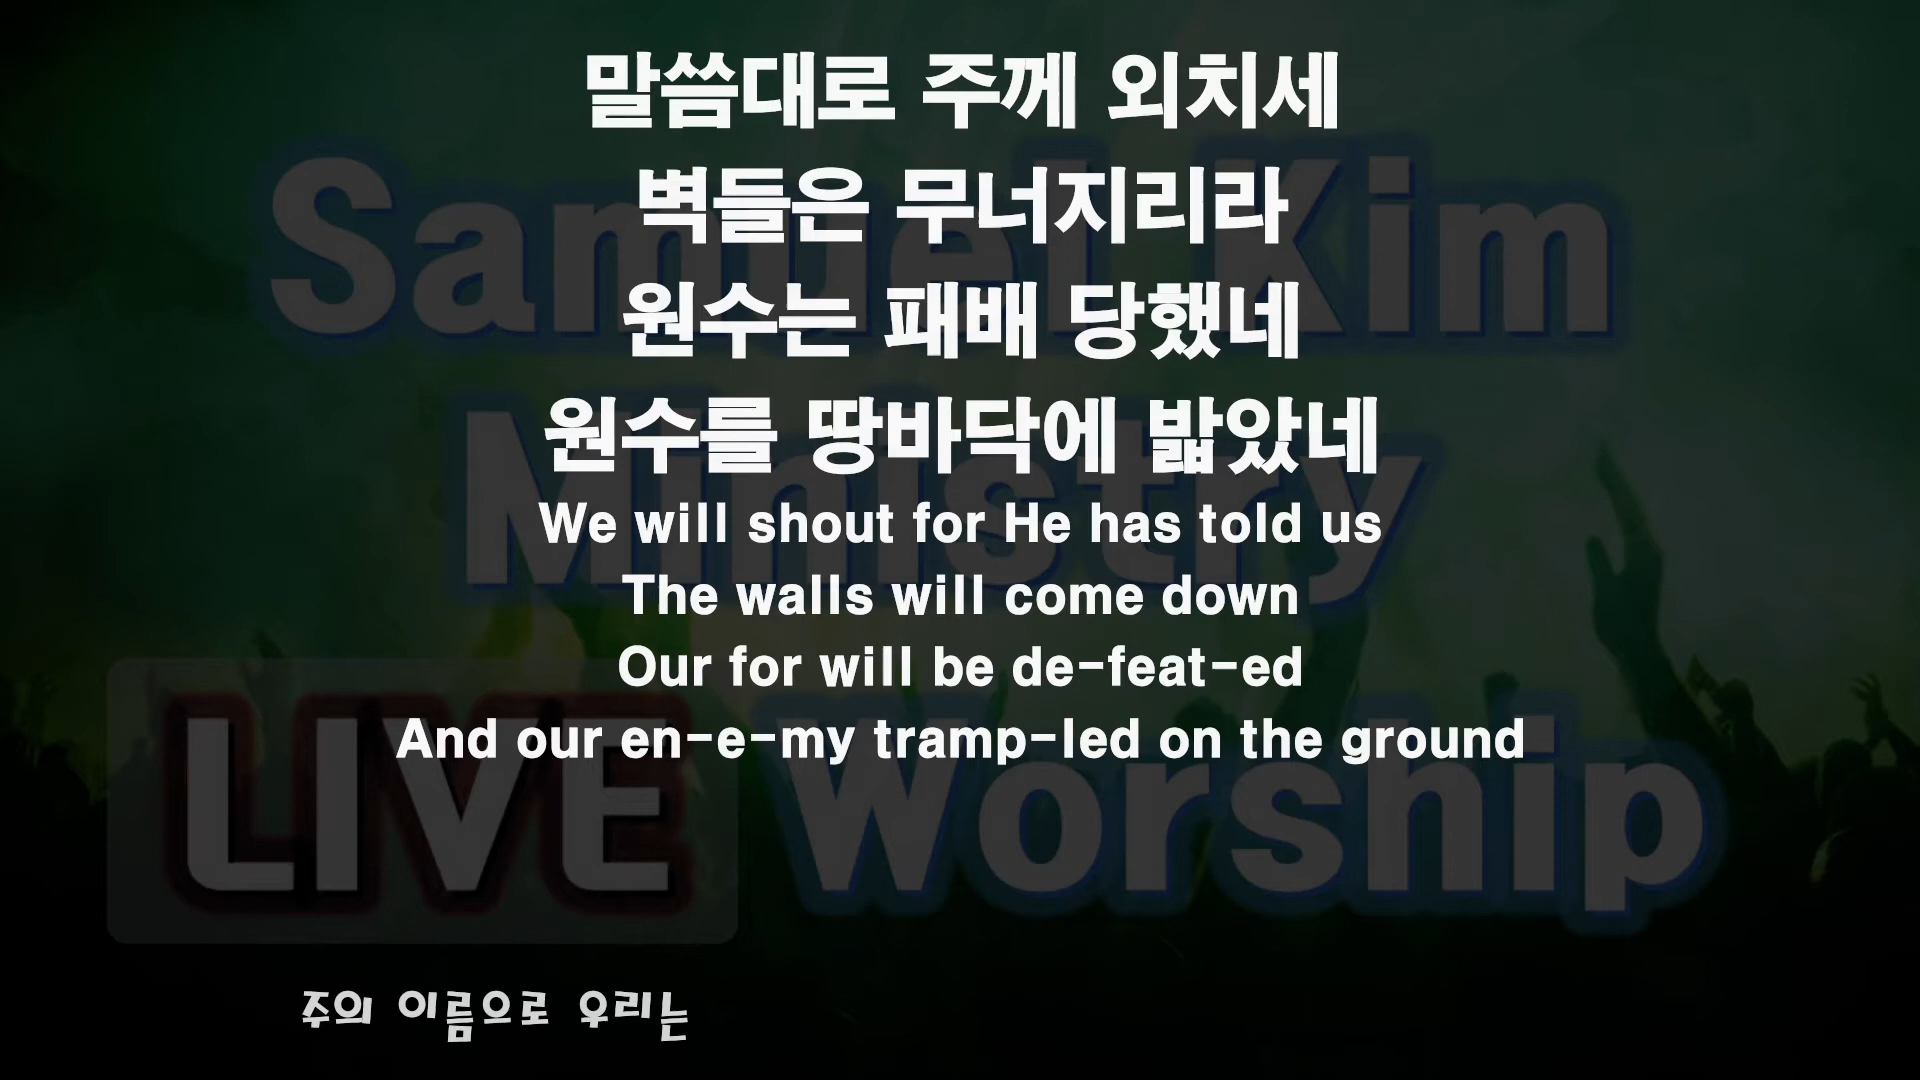 말씀대로 주께 외치세
벽들은 무너지리라
원수는 패배 당했네
원수를 땅바닥에 밟았네
We will shout for He has told us
The walls will come down
Our for will be de-feat-ed
And our en-e-my tramp-led on the ground
Samuel Kim
Ministry
LIVE Worship
주의 이름으로 우리는